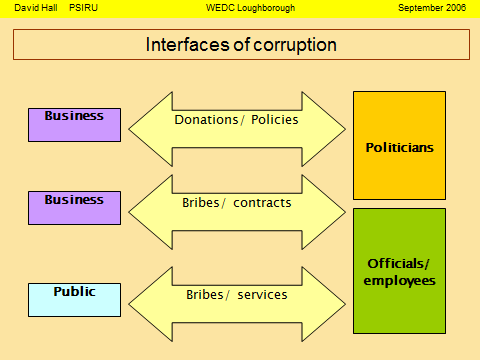 David Hall PSIRU WEDC Loughborough September 2006
Interfaces of corruption
Business
Donations/ Policies
Politicians
Business
Bribes/ contracts
Officials/
employees
Public
Bribes/ services